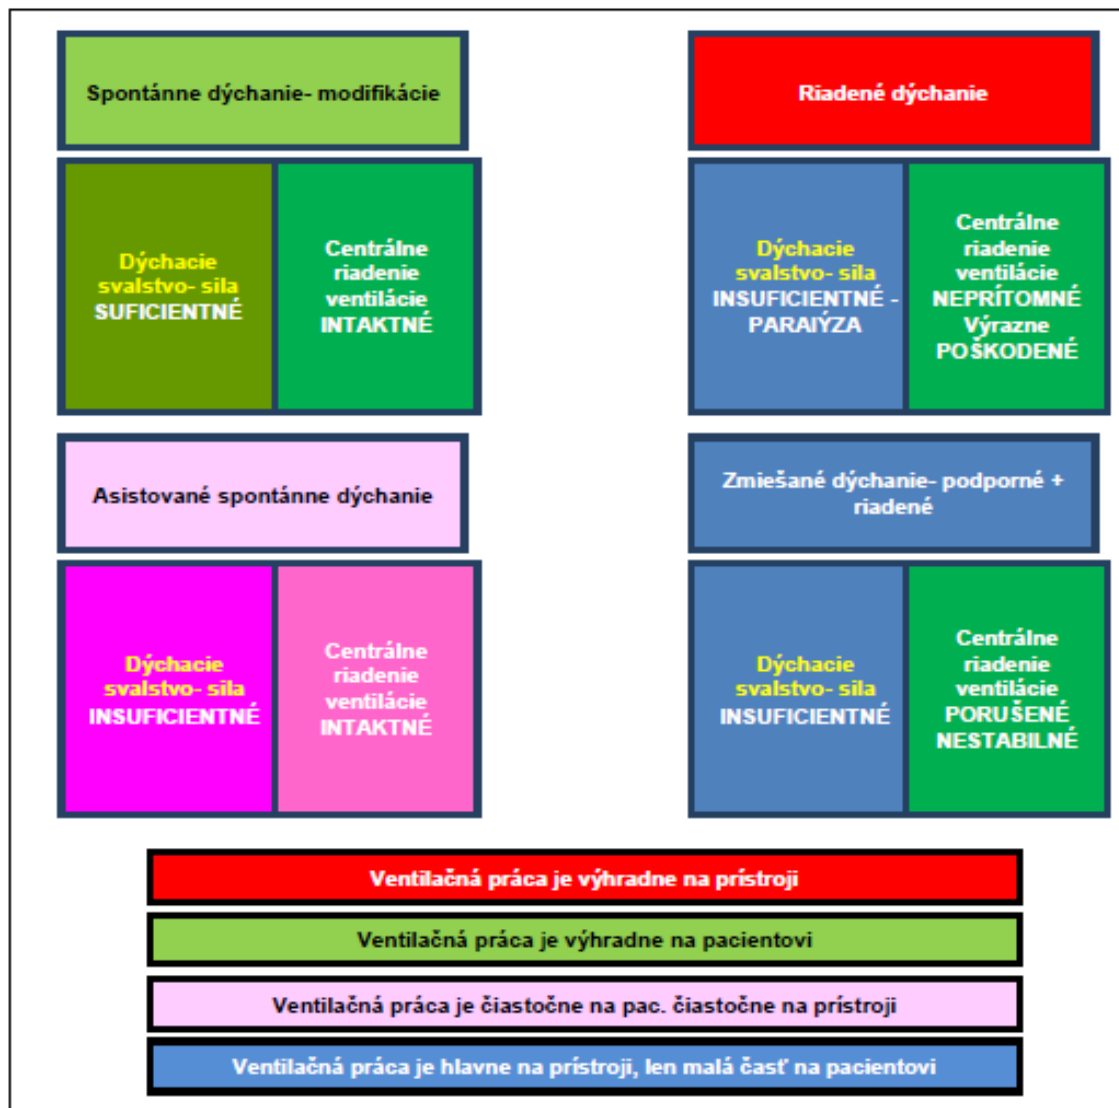 Spontánne dýchanie- modifikácie
Riadené dýchanie
Dýchacie
svalstvo- sila
SUFICIENTNÉ
Centrálne
riadenie
ventilácie
INTAKTNÉ
Dýchacie
svalstvo- sila
INSUFICIENTNÉ -
PARAIÝZA
Centrálne
riadenie
ventilácie
NEPRÍTOMNÉ
Výrazne
POŠKODENÉ
Asistované spontánne dýchanie
Zmiešané dýchanie- podporné +
riadené
Dýchacie
svalstvo- sila
INSUFICIENTNÉ
Centrálne
riadenie
ventilácie
INTAKTNÉ
Dýchacie
svalstvo- sila
INSUFICIENTNÉ
Centrálne
riadenie
ventilácie
PORUŠENÉ
NESTABILNÉ
Ventilačná práca je výhradne na prístroji
Ventilačná práca je výhradne na pacientovi
Ventilačná práca je čiastočne na pac. čiastočne na prístroji
Ventilačná práca je hlavne na prístroji, len malá časť na pacientovi